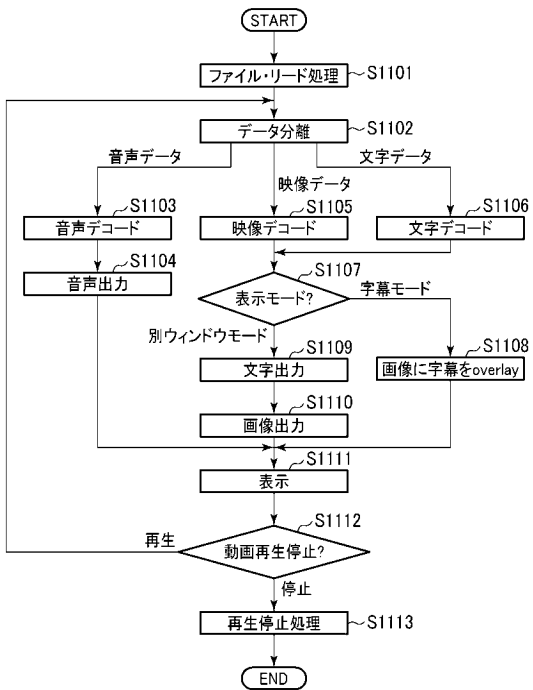 START
ファイル・リード処理
S1101
データ分離
S1102
音声データ
映像データ
文字データ
S1103
音声デコード
S1105
映像デコード
S1106
文字デコード
S1104
音声出力
S1107
表示モード?
字幕モード
別ウィンドウモード
S1109
文字出力
S1108
画像に字幕をoverlay
S1110
画像出力
S1111
表示
S1112
動画再生停止?
再生
停止
再生停止処理
S1113
END